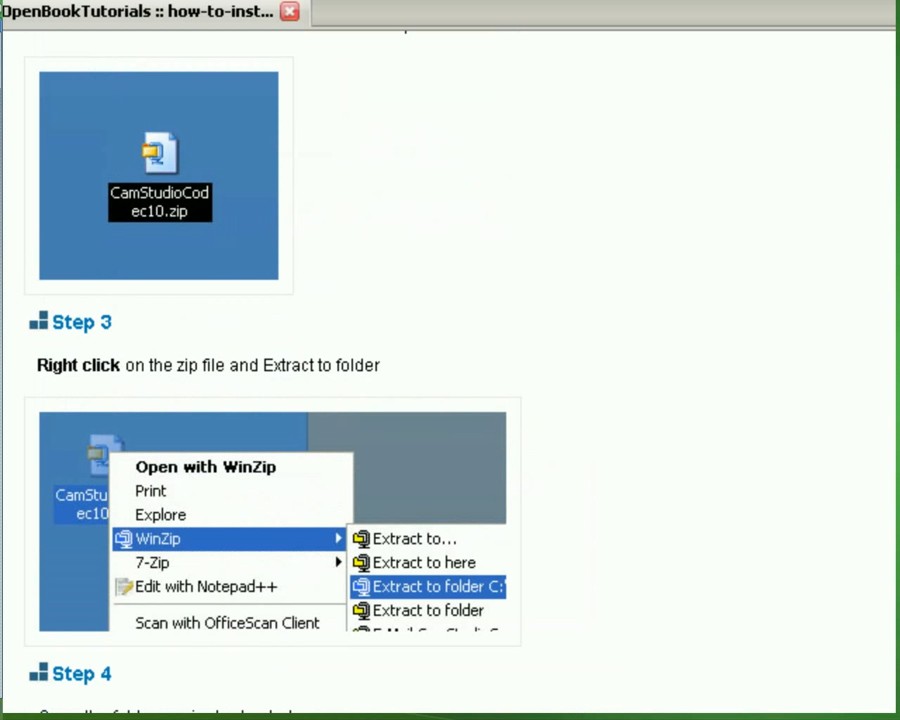 OpenBookTutorials :: how-to-inst...
CamStudioCod
ec10.zip
Step 3
Right click on the zip file and Extract to folder
Open with WinZip
CamStu
Print
ec10
Explore
WinZip
Extract to...
7-Zip
Extract to here
Edit with Notepad++
Extract to folder C:
Extract to folder
Scan with OfficeScan Client
Step 4